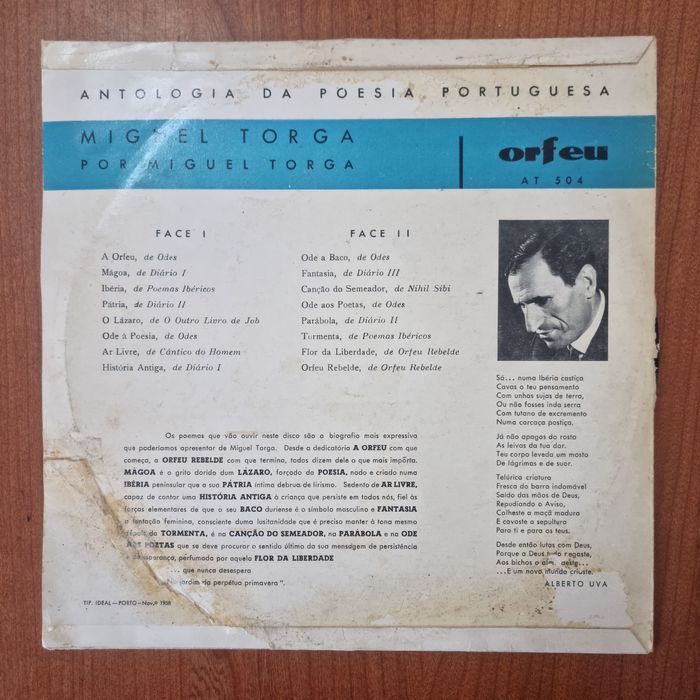 ANTOLOGIA DA POESIA PORTUGUESA
MIGUEL TORGA
POR MIGUEL TORGA
orfeu
AT 504
FACE I
A Orfeu, de Odes
Mágoa, de Diário I
Ibéria, de Poemas Ibéricos
Pátria, de Diário II
O Lázaro, de O Outro Livro de Job
Ode à Poesia, de Odes
Ar Livre, de Cântico do Homem
História Antiga, de Diário I
FACE II
Ode a Baco, de Odes
Fantasia, de Diário III
Canção do Semeador, de Nihil Sibi
Ode aos Poetas, de Odes
Parábola, de Diário II
Tormenta, de Poemas Ibéricos
Flor da Liberdade, de Orfeu Rebelde
Orfeu Rebelde, de Orfeu Rebelde
Os poemas que vão ouvir neste disco são a biografia mais expressiva
que poderíamos apresentar de Miguel Torga. Desde a dedicatória A ORFEU com que
começa, a ORFEU REBELDE com que termina, todos dizem dele o que mais impórta.
MÁGOA é o grito dorido dum LÁZARO, forçado da POESIA, nado e criado numa
IBÉRIA peninsular que a sua PÁTRIA íntima debrua de lirismo. Sedento de AR LIVRE,
capaz de contar uma HISTÓRIA ANTIGA à criança que persiste em todos nós, fiel às
forças elementares de que o seu BACO duriense é o símbolo masculino e FANTASIA
a tentação feminina, consciente duma lusitanidade que é preciso manter à tona mesmo
depois da TORMENTA, é na CANÇÃO DO SEMEADOR, na PARÁBOLA e na ODE
AOS POETAS que se deve procurar o sentido último da sua mensagem de persistência
e de esperança, perfumada por aquela FLOR DA LIBERDADE
... que nunca desespera
jardim da perpétua primavera".
TIP. IDEAL — PORTO — Nov.º 1958
Só... numa Ibéria castiça
Cavas o teu pensamento
Com unhas sujas de terra,
Ou não fosses inda serra
Com tutano de excremento
Numa carcaça postiça.
Já não apagas do rosto
As leivas da tua dor.
Teu corpo leveda um mosto
De lágrimas e de suor.
Telúrica criatura
Fresca do barro indomável
Saído das mãos de Deus,
Repudiando o Aviso,
Colheste a maçã madura
E cavaste a sepultura
Para ti e para os teus.
Desde então lutas com Deus,
Porque a Deus tudo negaste,
Aos bichos o
...E um novo mundo criaste.
ALBERTO UVA